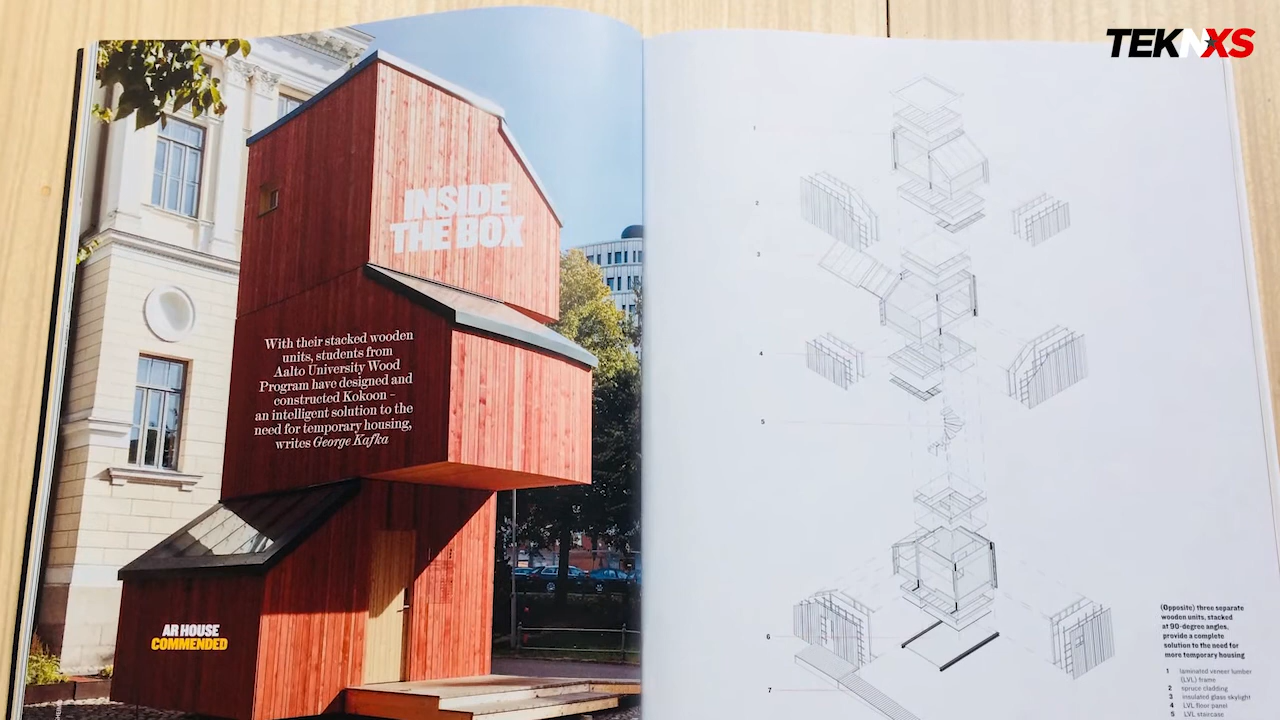 TEKNXS
INSIDE
THE BOX
With their stacked wooden
units, students from
Aalto University Wood
Program have designed and
constructed Kokoon –
an intelligent solution to the
need for temporary housing,
writes George Kafka
AR HOUSE
COMMENDED
1
2
3
4
5
6
7
(Opposite) three separate
wooden units, stacked
at 90-degree angles,
provide a complete
solution to the need for
more temporary housing
1 laminated veneer lumber
(LVL) frame
2 spruce cladding
3 insulated glass skylight
4 LVL floor panel
5 LVL staircase